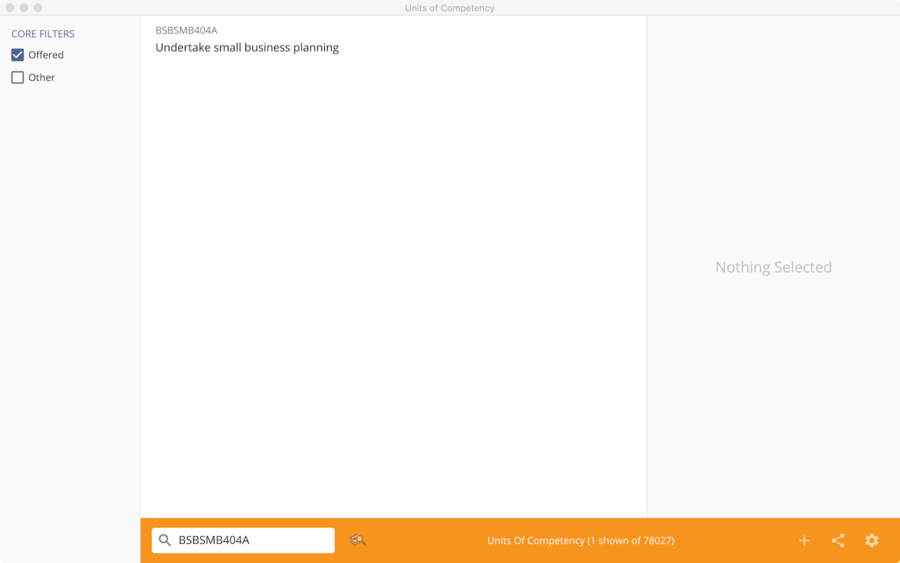 Units of Competency
CORE FILTERS
Offered
Other
BSBSMB404A
Undertake small business planning
Nothing Selected
BSBSMB404A
Units Of Competency (1 shown of 78027)